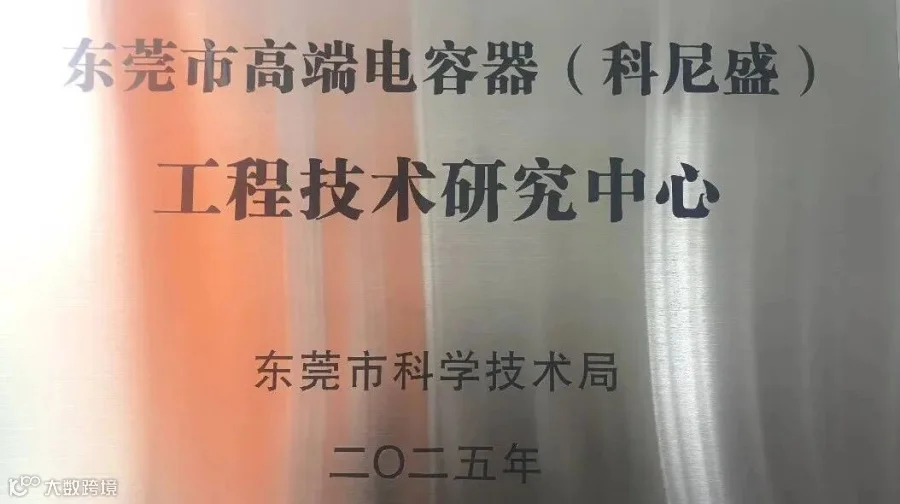 东莞市高端电容器（科尼盛）
工程技术研究中心
东莞市科学技术局
二〇二五年
大数跨境